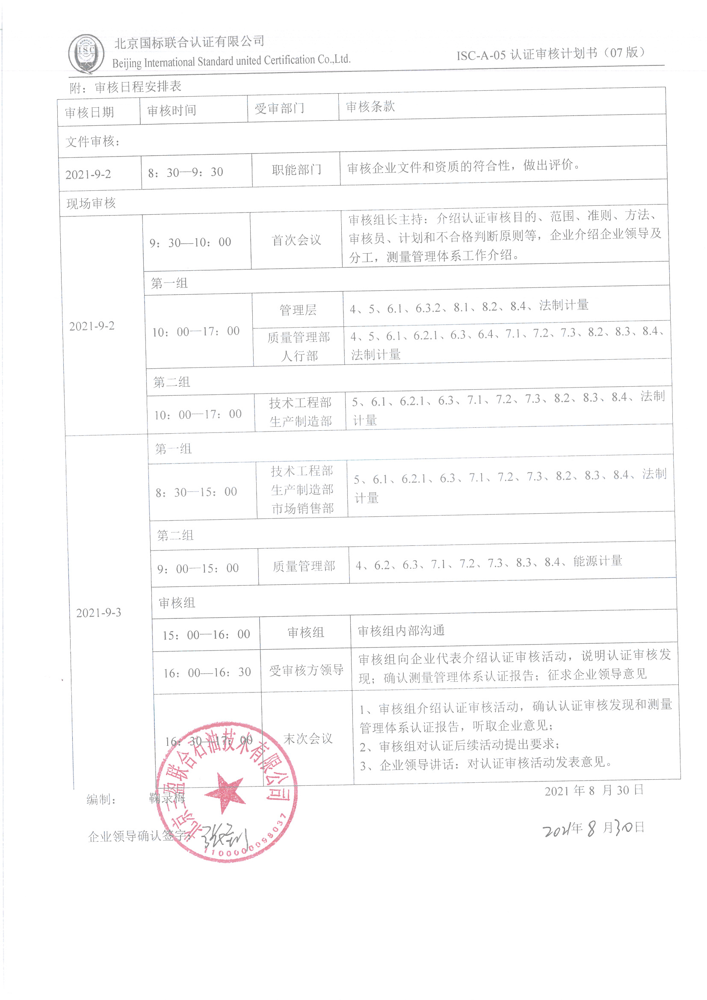 ISC
北京国标联合认证有限公司
Beijing International Standard united Certification Co.,Ltd.
ISC-A-05 认证审核计划书（07 版）
附：审核日程安排表
审核日期
审核时间
受审部门
审核条款
文件审核：
2021-9-2
8：30—9：30
职能部门
审核企业文件和资质的符合性，做出评价。
现场审核
2021-9-2
9：30—10：00
首次会议
审核组长主持：介绍认证审核目的、范围、准则、方法、
审核员、计划和不合格判断原则等，企业介绍企业领导及
分工，测量管理体系工作介绍。
第一组
10：00—17：00
管理层
4、5、6.1、6.3.2、8.1、8.2、8.4、法制计量
质量管理部
人行部
4、5、6.1、6.2.1、6.3、6.4、7.1、7.2、7.3、8.2、8.3、8.4、
法制计量
第二组
10：00—17：00
技术工程部
生产制造部
5、6.1、6.2.1、6.3、7.1、7.2、7.3、8.2、8.3、8.4、法制
计量
2021-9-3
第一组
8：30—15：00
技术工程部
生产制造部
市场销售部
5、6.1、6.2.1、6.3、7.1、7.2、7.3、8.2、8.3、8.4、法制
计量
第二组
9：00—15：00
质量管理部
4、6.2、6.3、7.1、7.2、7.3、8.3、8.4、能源计量
审核组
15：00—16：00
审核组
审核组内部沟通
16：00—16：30
受审核方领导
审核组向企业代表介绍认证审核活动，说明认证审核发
现；确认测量管理体系认证报告；征求企业领导意见
16：30—17：00
末次会议
1、审核组介绍认证审核活动，确认认证审核发现和测量
管理体系认证报告，听取企业意见；
2、审核组对认证后续活动提出要求；
3、企业领导讲话：对认证审核活动发表意见。
北京三盈联合石油技术有限公司
1100000098037
编制：
鞠录梅
2021 年 8 月 30 日
企业领导确认签字：
2021年 8 月30日